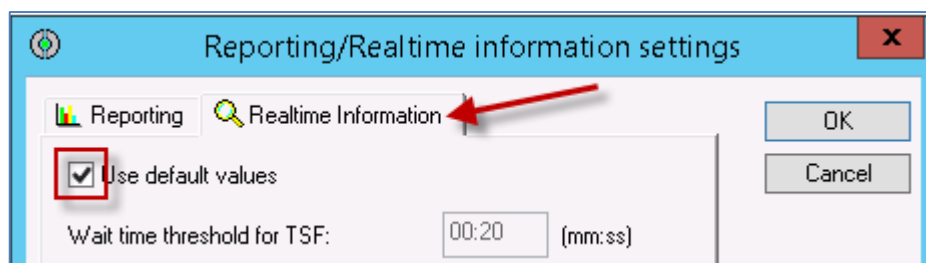 Reporting/Realtime information settings
x
Reporting
Realtime Information
OK
Use default values
Cancel
Wait time threshold for TSF: 00:20 (mm:ss)